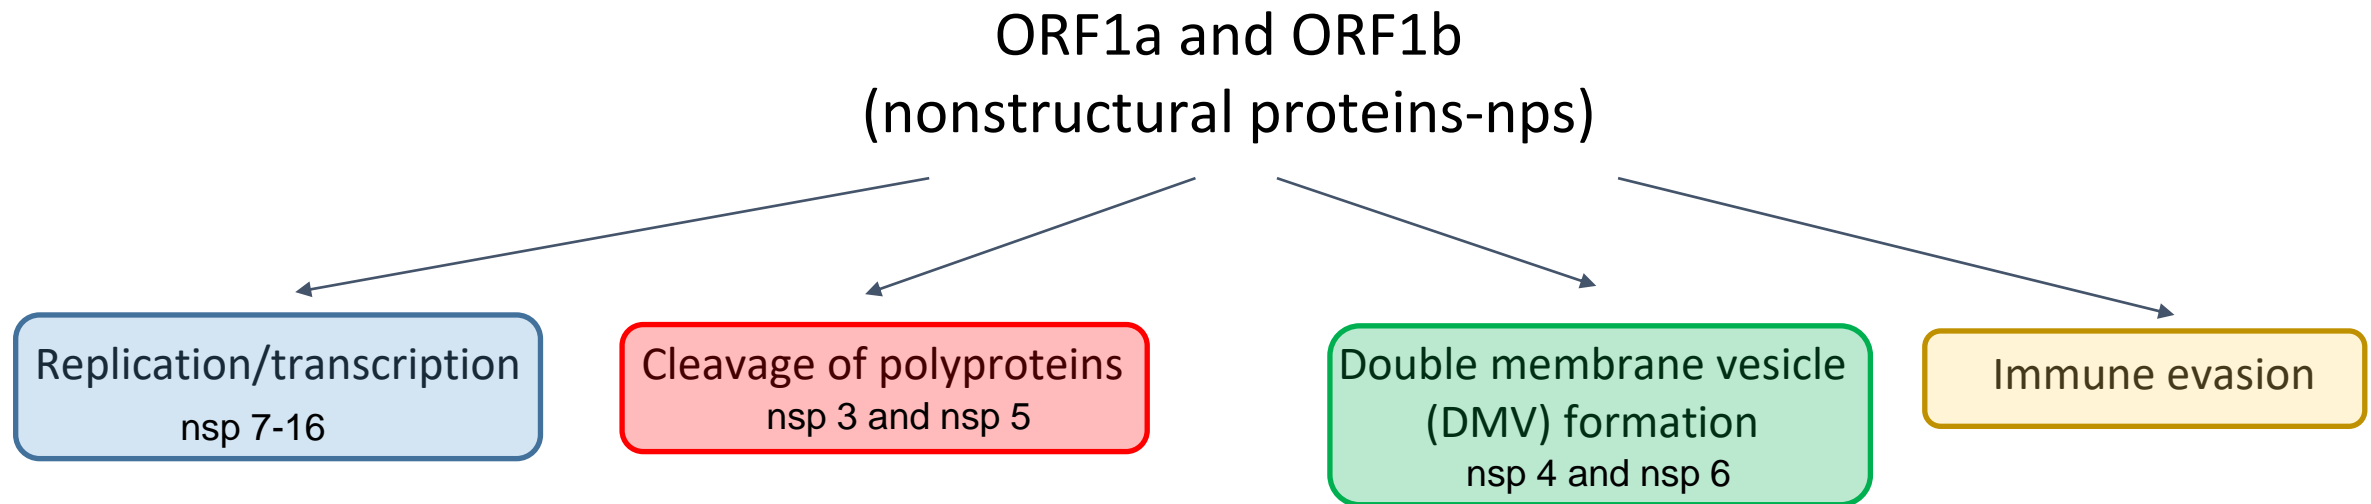 ORF1a and ORF1b
(nonstructural proteins-nps)
Replication/transcription
nsp 7-16
Cleavage of polyproteins
nsp 3 and nsp 5
Double membrane vesicle
(DMV) formation
nsp 4 and nsp 6
Immune evasion